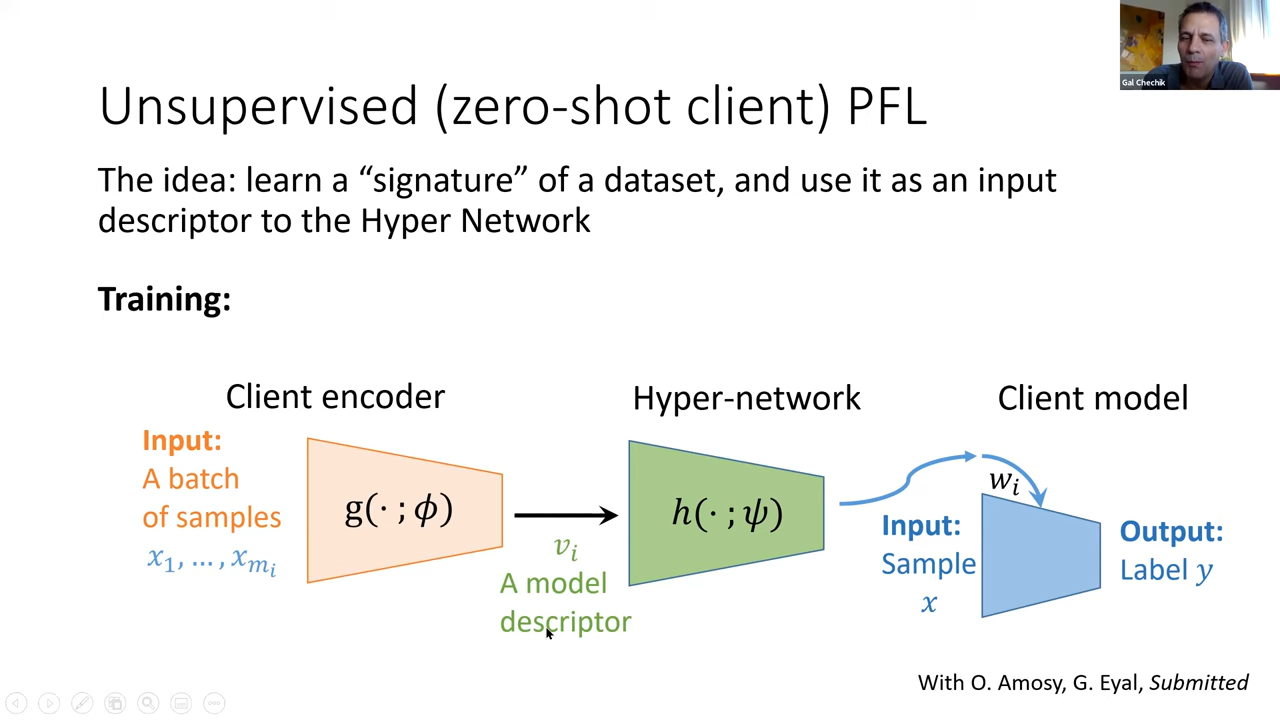 Gal Chechik
Unsupervised (zero-shot client) PFL
The idea: learn a “signature” of a dataset, and use it as an input
descriptor to the Hyper Network
Training:
Client encoder
Hyper-network
Client model
Input:
A batch
of samples
x₁, …, xₘᵢ
g(· ; ϕ)
vᵢ
A model
descriptor
h(· ; ψ)
wᵢ
Input:
Sample
x
Output:
Label y
With O. Amosy, G. Eyal, Submitted